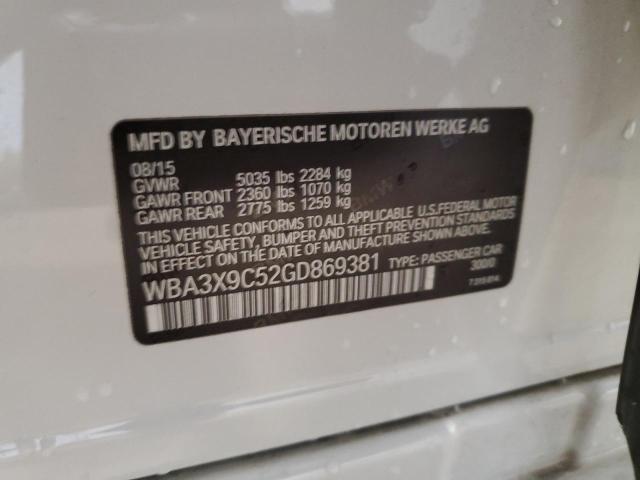 MFD BY BAYERISCHE MOTOREN WERKE AG
08/15
GVWR 5035 lbs 2284 kg
GAWR FRONT 2360 lbs 1070 kg
GAWR REAR 2775 lbs 1259 kg
THIS VEHICLE CONFORMS TO ALL APPLICABLE U.S. FEDERAL MOTOR
VEHICLE SAFETY, BUMPER AND THEFT PREVENTION STANDARDS
IN EFFECT ON THE DATE OF MANUFACTURE SHOWN ABOVE.
WBA3X9C52GD869381 TYPE: PASSENGER CAR